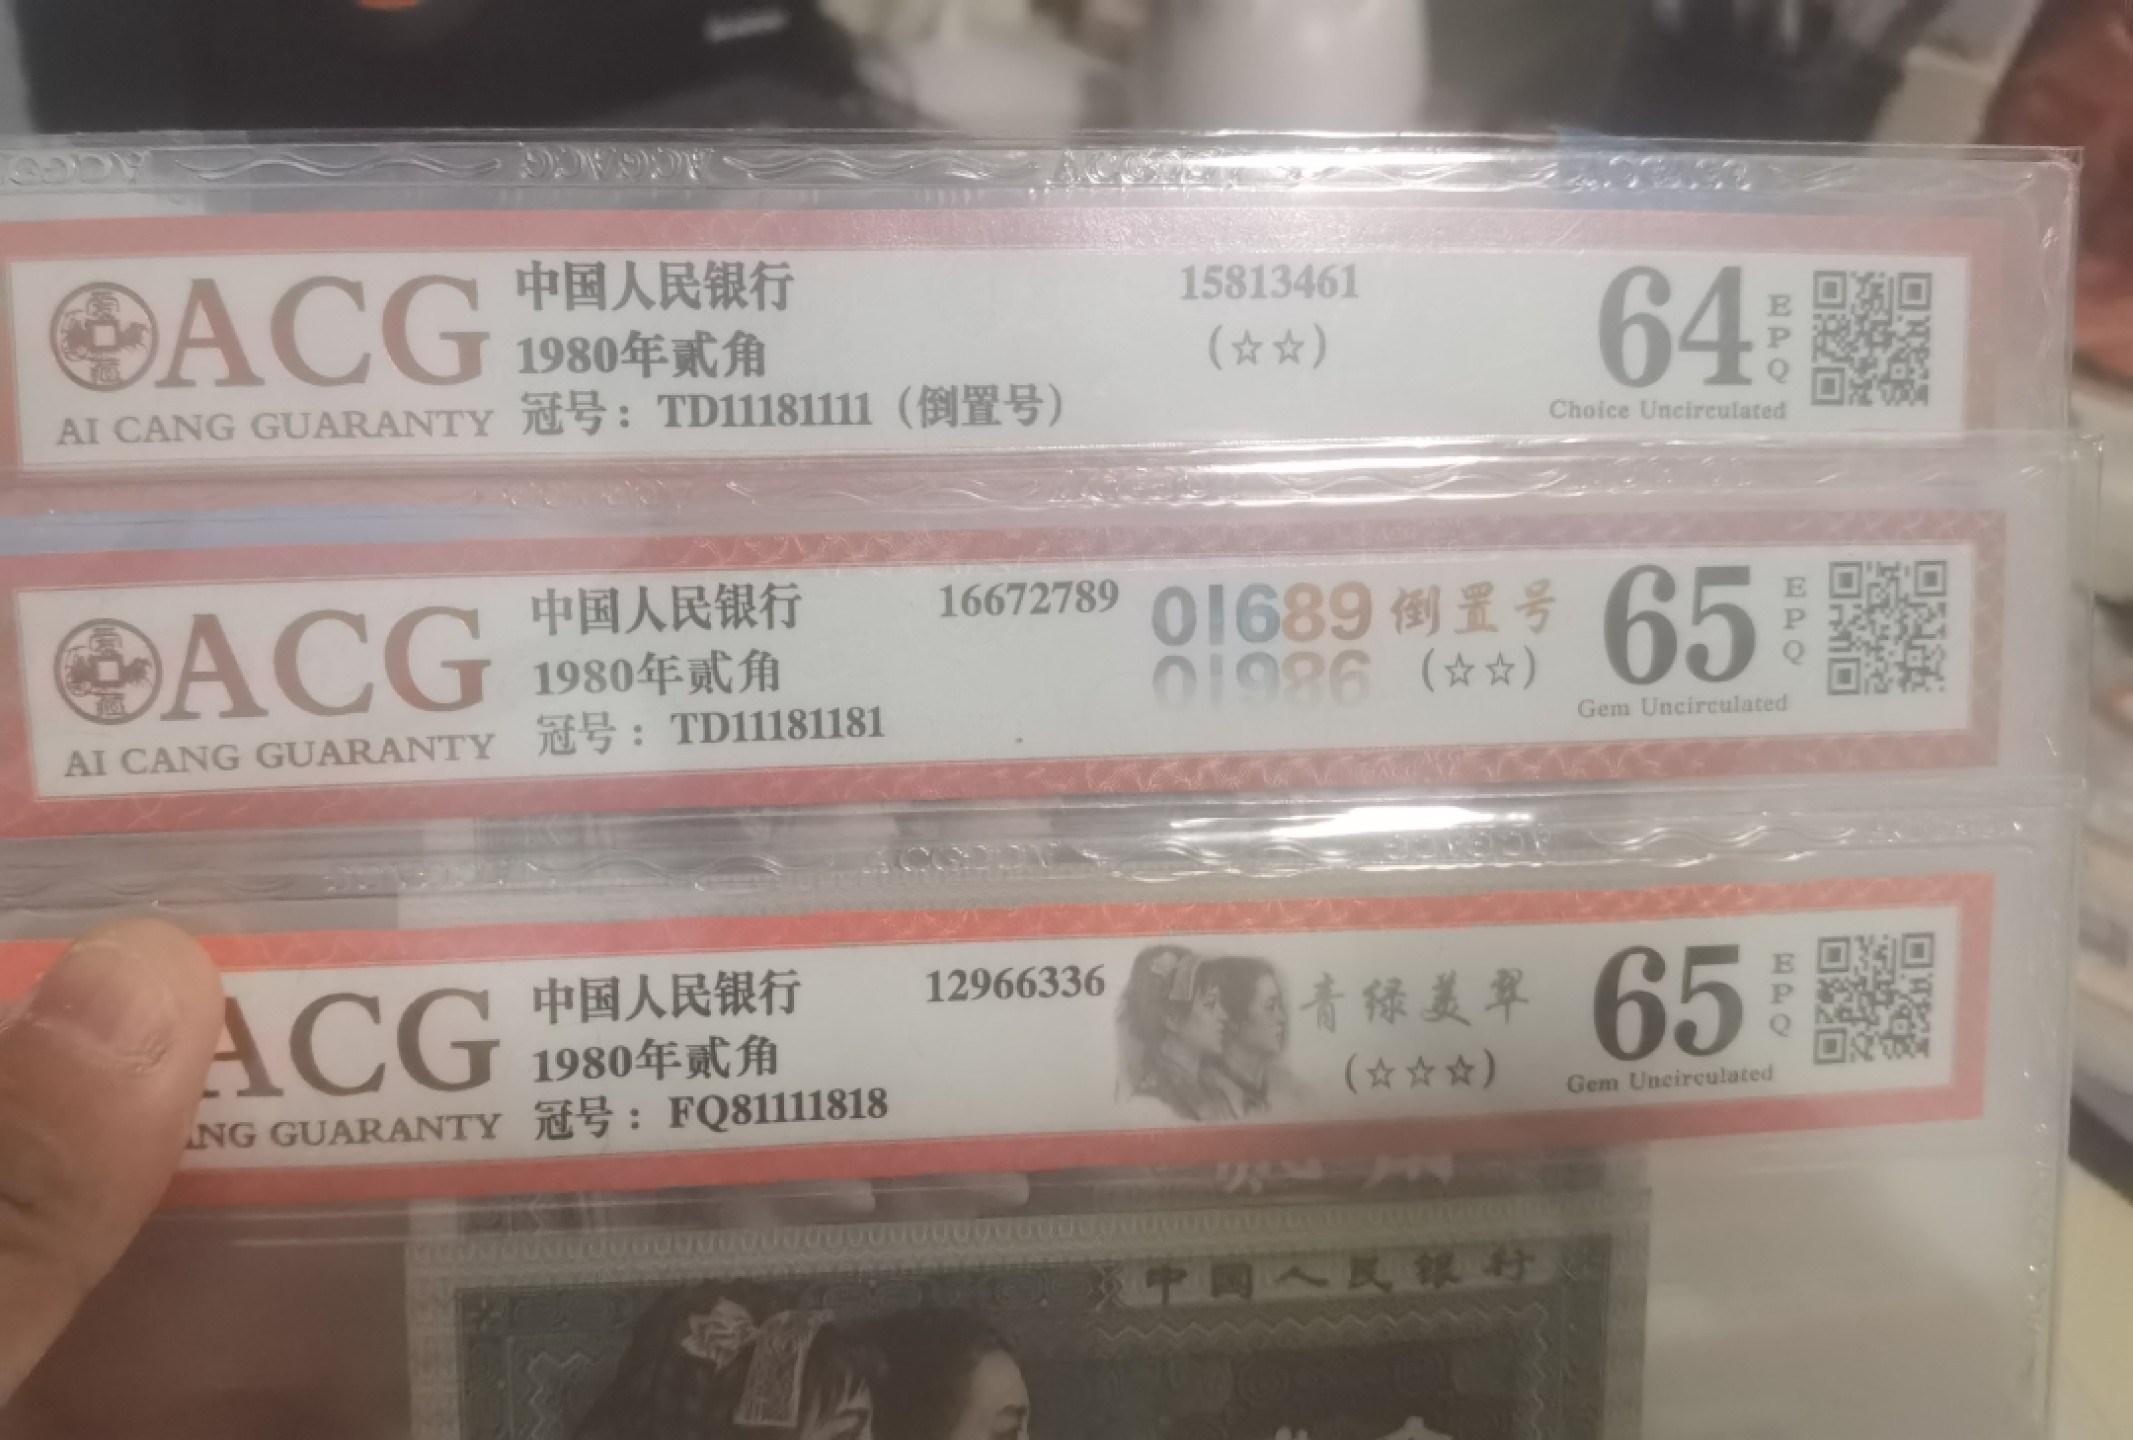 ACG
中国人民银行
1980年贰角
冠号：TD11181111（倒置号）
15813461
(☆☆)
64
EPQ
Choice Uncirculated
AI CANG GUARANTY
ACG
中国人民银行
1980年贰角
冠号：TD11181181
16672789
01689 倒置号
01986
(☆☆)
65
EPQ
Gem Uncirculated
AI CANG GUARANTY
ACG
中国人民银行
1980年贰角
冠号：FQ81111818
12966336
青绿美翠
(☆☆☆)
65
EPQ
Gem Uncirculated
ANG GUARANTY
中国人民银行